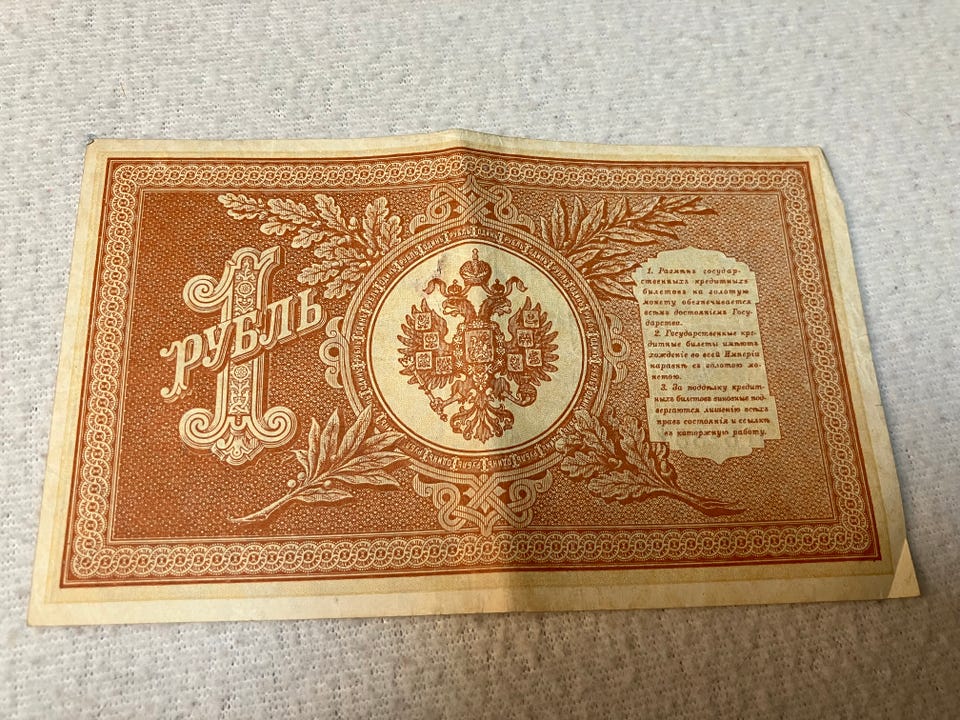 1
РУБЛЬ
1. Размѣнъ государ-
ственныхъ кредитныхъ
билетовъ на золотую
монету обезпечивается
всѣмъ достояніемъ Госу-
дарства.
2. Государственные кре-
дитные билеты имѣютъ
хожденіе во всей Имперіи
наравнѣ съ золотою мо-
нетою.
3. За поддѣлку кредит-
ныхъ билетовъ виновные под-
вергаются лишенію всѣхъ
правъ состоянія и ссылкѣ
въ каторжную работу.